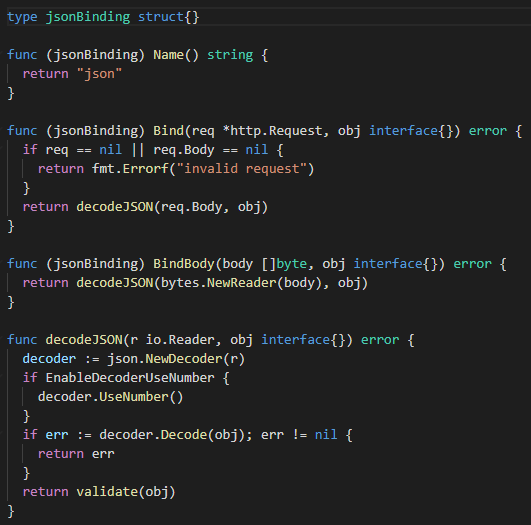 type jsonBinding struct{}

func (jsonBinding) Name() string {
  return "json"
}

func (jsonBinding) Bind(req *http.Request, obj interface{}) error {
  if req == nil || req.Body == nil {
    return fmt.Errorf("invalid request")
  }
  return decodeJSON(req.Body, obj)
}

func (jsonBinding) BindBody(body []byte, obj interface{}) error {
  return decodeJSON(bytes.NewReader(body), obj)
}

func decodeJSON(r io.Reader, obj interface{}) error {
  decoder := json.NewDecoder(r)
  if EnableDecoderUseNumber {
    decoder.UseNumber()
  }
  if err := decoder.Decode(obj); err != nil {
    return err
  }
  return validate(obj)
}